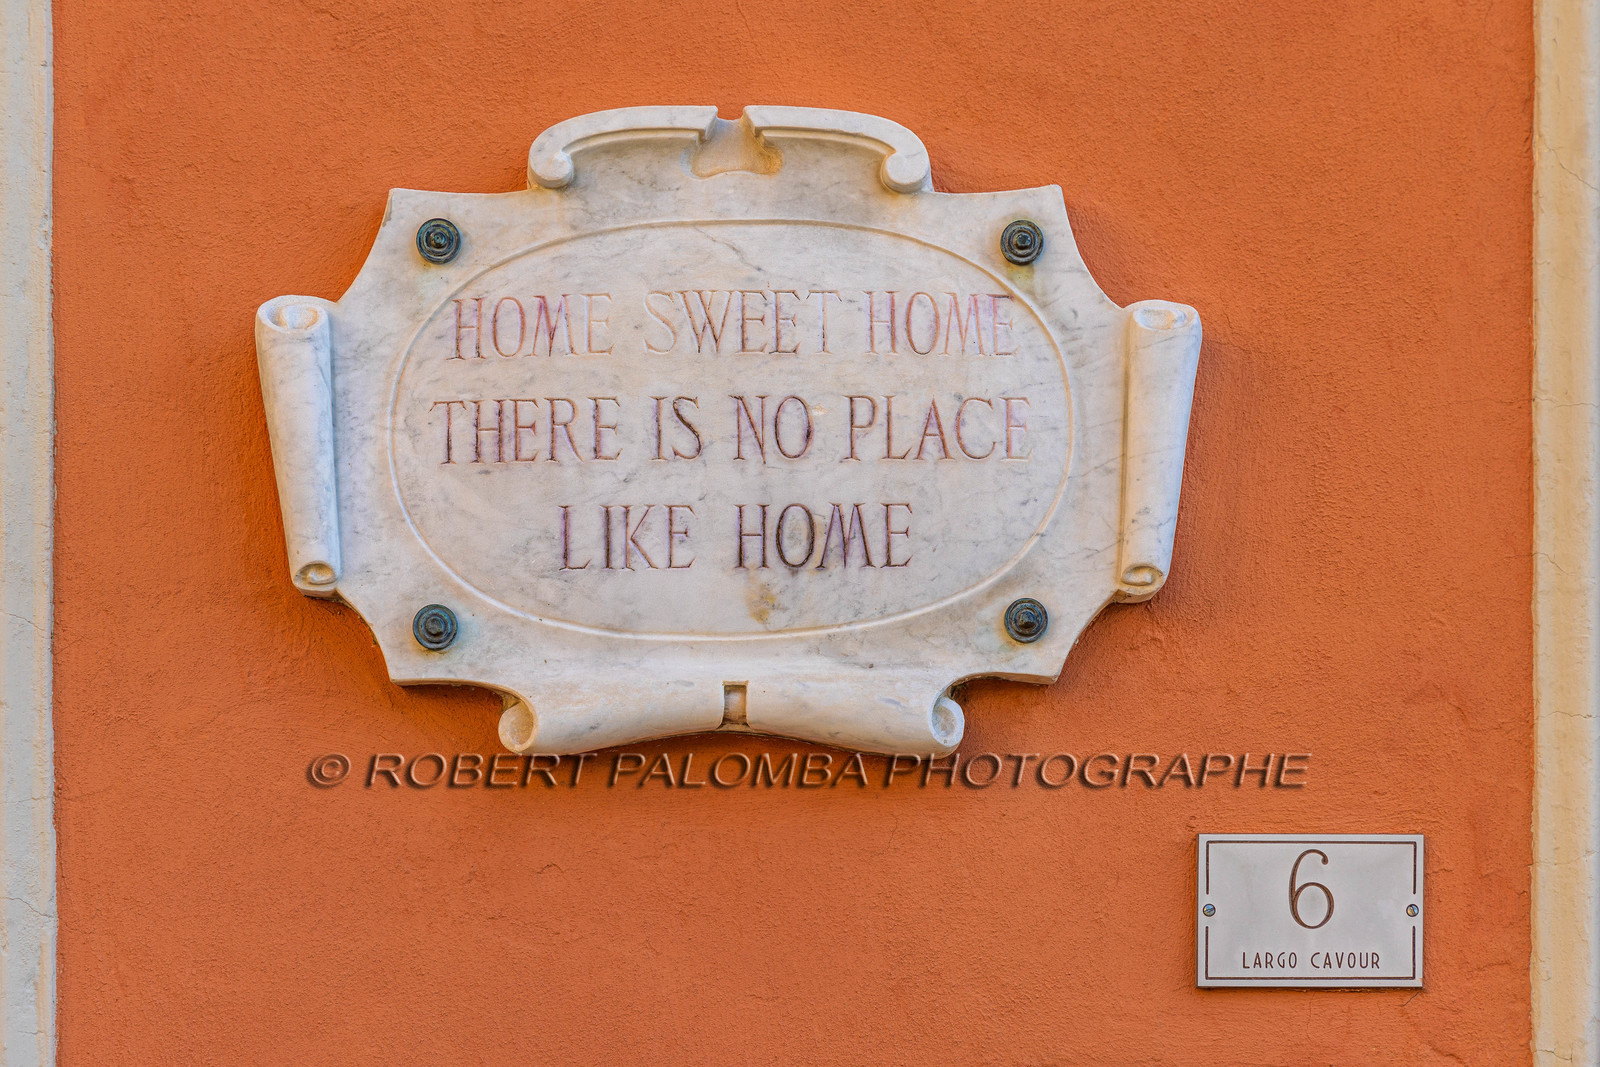 HOME SWEET HOME
THERE IS NO PLACE
LIKE HOME
© ROBERT PALOMBA PHOTOGRAPHE
6
LARGO CAVOUR